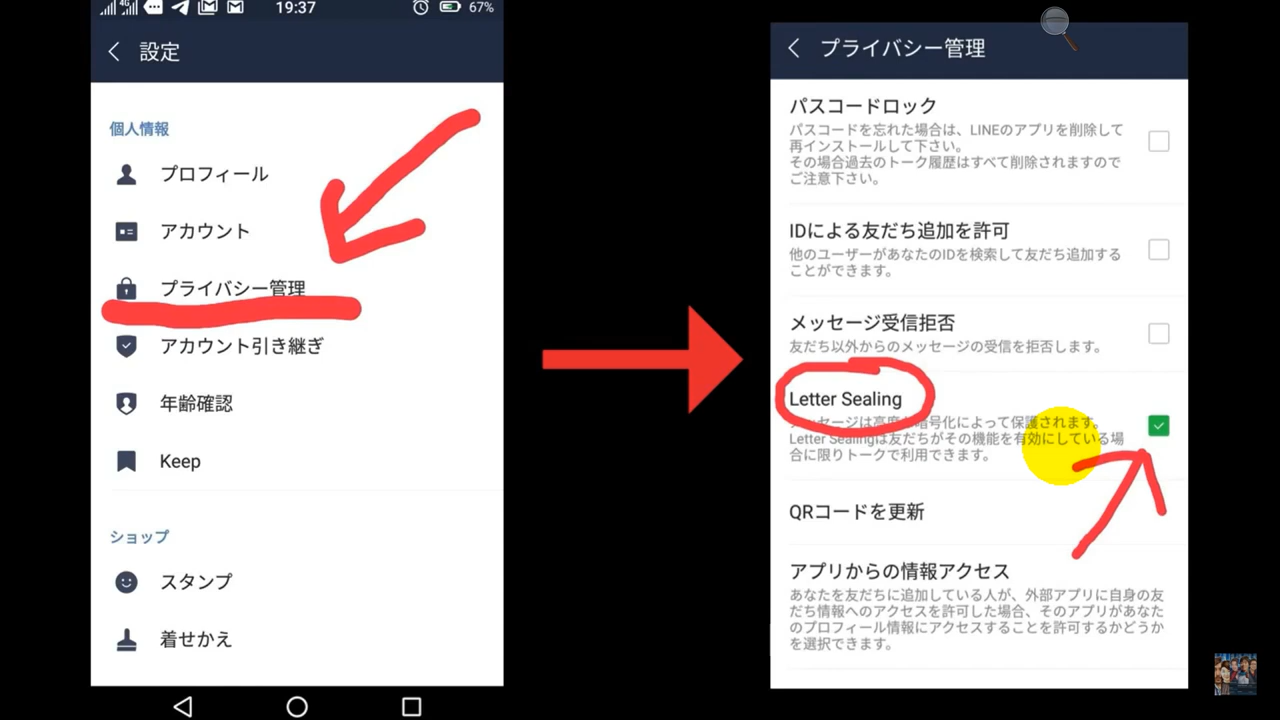 4G
19:37
67%
設定
個人情報
プロフィール
アカウント
プライバシー管理
アカウント引き継ぎ
年齢確認
Keep
ショップ
スタンプ
着せかえ
プライバシー管理
パスコードロック
パスコードを忘れた場合は、LINEのアプリを削除して
再インストールして下さい。
その場合過去のトーク履歴はすべて削除されますので
ご注意下さい。
IDによる友だち追加を許可
他のユーザーがあなたのIDを検索して友だち追加する
ことができます。
メッセージ受信拒否
友だち以外からのメッセージの受信を拒否します。
Letter Sealing
メッセージは高度な暗号化によって保護されます。
Letter Sealingは友だちがその機能を有効にしている場
合に限りトークで利用できます。
QRコードを更新
アプリからの情報アクセス
あなたを友だちに追加している人が、外部アプリに自身の友
だち情報へのアクセスを許可した場合、そのアプリがあなた
のプロフィール情報にアクセスすることを許可するかどうか
を選択できます。